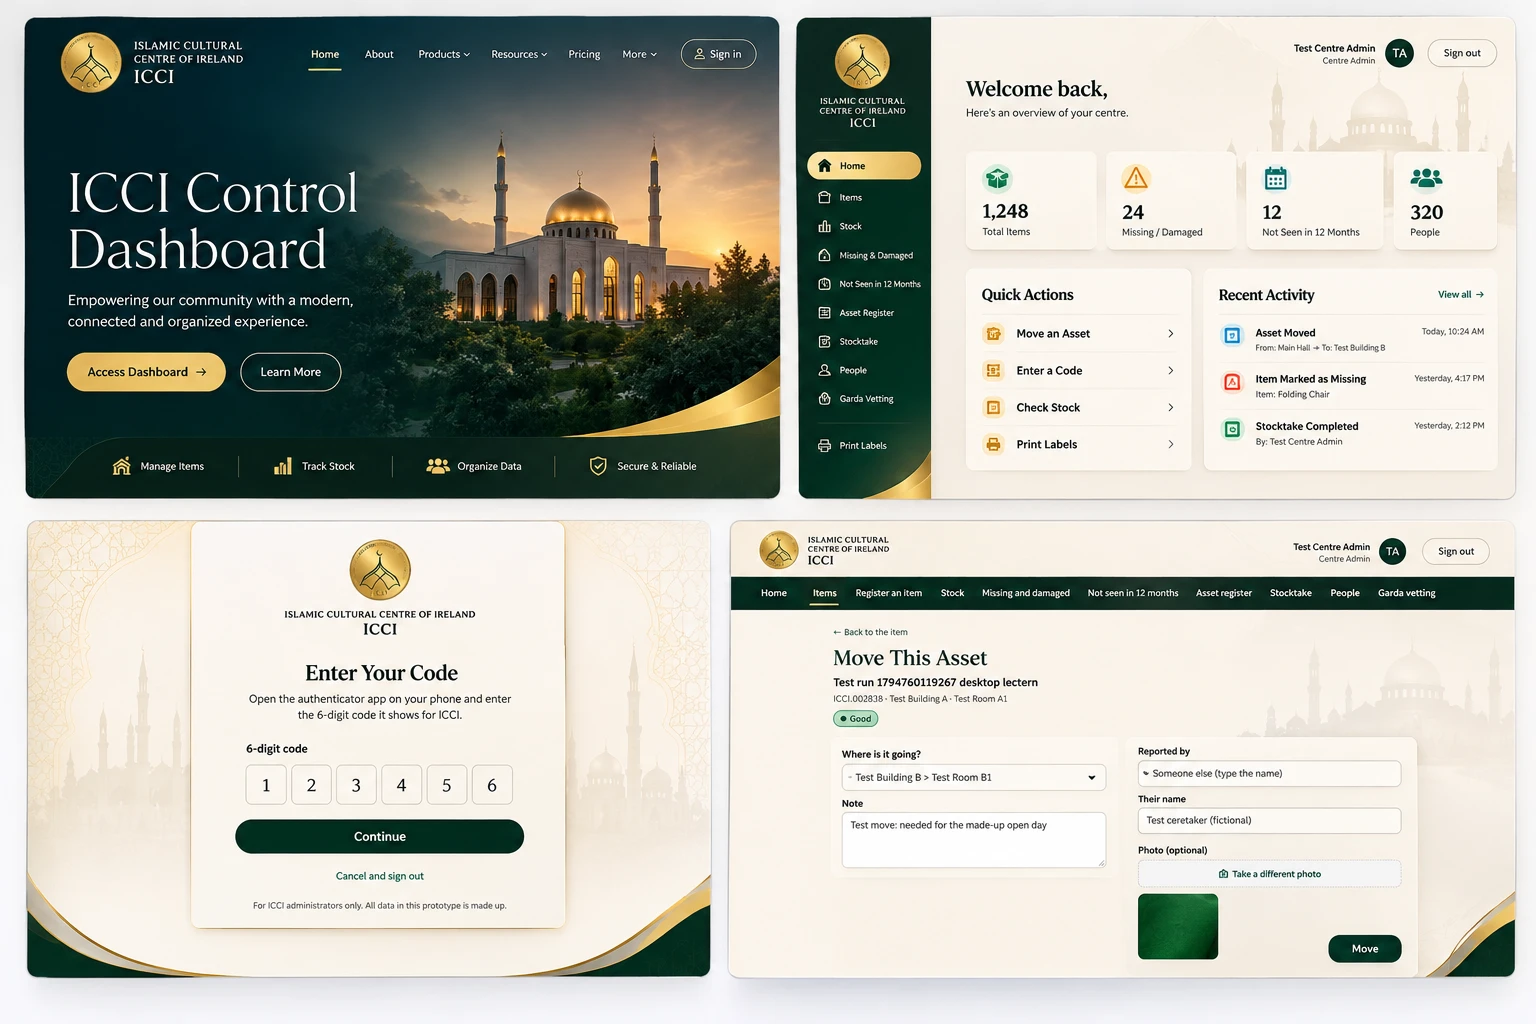 ISLAMIC CULTURAL
CENTRE OF IRELAND
ICCI
Home
About
Products
Resources
Pricing
More
Sign in
ICCI Control
Dashboard
Empowering our community with a modern,
connected and organized experience.
Access Dashboard →
Learn More
Manage Items
Track Stock
Organize Data
Secure & Reliable
ISLAMIC CULTURAL
CENTRE OF IRELAND
ICCI
Home
Items
Stock
Missing & Damaged
Not Seen in 12 Months
Asset Register
Stocktake
People
Garda Vetting
Print Labels
Test Centre Admin
Centre Admin
TA
Sign out
Welcome back,
Here's an overview of your centre.
1,248
Total Items
24
Missing / Damaged
12
Not Seen in 12 Months
320
People
Quick Actions
Move an Asset
Enter a Code
Check Stock
Print Labels
Recent Activity
View all →
Asset Moved
Today, 10:24 AM
From: Main Hall → To: Test Building B
Item Marked as Missing
Yesterday, 4:17 PM
Item: Folding Chair
Stocktake Completed
Yesterday, 2:12 PM
By: Test Centre Admin
ISLAMIC CULTURAL CENTRE OF IRELAND
ICCI
Enter Your Code
Open the authenticator app on your phone and enter
the 6-digit code it shows for ICCI.
6-digit code
1 2 3 4 5 6
Continue
Cancel and sign out
For ICCI administrators only. All data in this prototype is made up.
ISLAMIC CULTURAL
CENTRE OF IRELAND
ICCI
Test Centre Admin
Centre Admin
TA
Sign out
Home
Items
Register an item
Stock
Missing and damaged
Not seen in 12 months
Asset register
Stocktake
People
Garda vetting
← Back to the item
Move This Asset
Test run 1794760119267 desktop lectern
ICCI.002838 · Test Building A · Test Room A1
Good
Where is it going?
- Test Building B > Test Room B1
Note
Test move: needed for the made-up open day
Reported by
Someone else (type the name)
Their name
Test ceretaker (fictional)
Photo (optional)
Take a different photo
Move